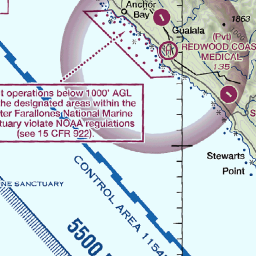 Anchor
Bay
Gualala
1863
(Pvt)
REDWOOD COAS
MEDICAL
135
t operations below 1000' AGL
he designated areas within the
ter Farallones National Marine
tuary violate NOAA regulations
(see 15 CFR 922).
Stewarts
Point
NE SANCTUARY
CONTROL AREA 1154
5500